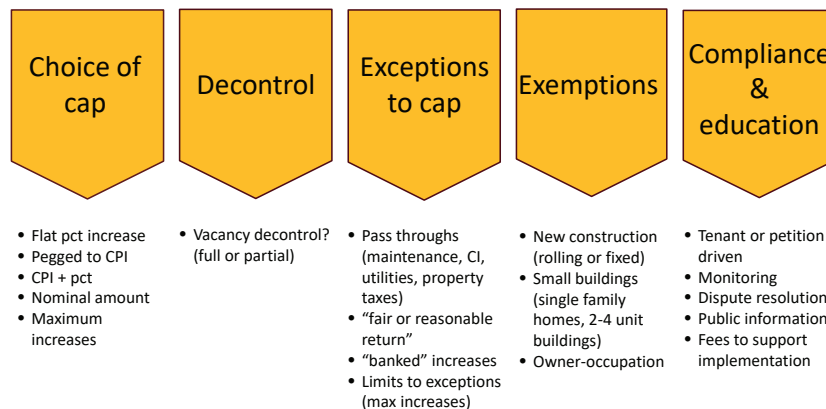 Choice of
cap
Decontrol
Exceptions
to cap
Exemptions
Compliance
&
education
• Flat pct increase
• Pegged to CPI
• CPI + pct
• Nominal amount
• Maximum
increases
• Vacancy decontrol?
(full or partial)
• Pass throughs
(maintenance, CI,
utilities, property
taxes)
• “fair or reasonable
return”
• “banked” increases
• Limits to exceptions
(max increases)
• New construction
(rolling or fixed)
• Small buildings
(single family
homes, 2-4 unit
buildings)
• Owner-occupation
• Tenant or petition
driven
• Monitoring
• Dispute resolution
• Public information
• Fees to support
implementation